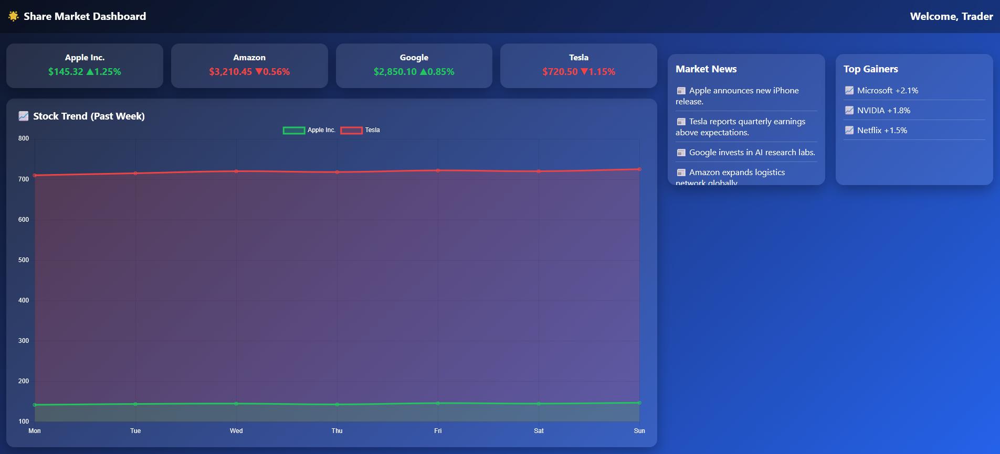 Share Market Dashboard
Welcome, Trader
Apple Inc.
$145.32 ▲1.25%
Amazon
$3,210.45 ▼0.56%
Google
$2,850.10 ▲0.85%
Tesla
$720.50 ▼1.15%
Stock Trend (Past Week)
Apple Inc.
Tesla
800
700
600
500
400
300
200
100
Mon
Tue
Wed
Thu
Fri
Sat
Sun
Market News
Apple announces new iPhone
release.
Tesla reports quarterly earnings
above expectations.
Google invests in AI research labs.
Amazon expands logistics
network globally
Top Gainers
Microsoft +2.1%
NVIDIA +1.8%
Netflix +1.5%